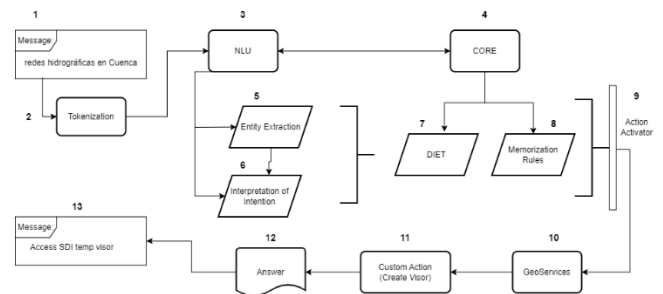 1
3
4
Message:
redes hidrográficas en Cuenca
NLU
CORE
2
Tokenization
5
Entity Extraction
6
Interpretation of
Intention
7
DIET
8
Memorization
Rules
9
Action
Activator
13
Message:
Access SDI temp visor
12
Answer
11
Custom Action
(Create Visor)
10
GeoServices